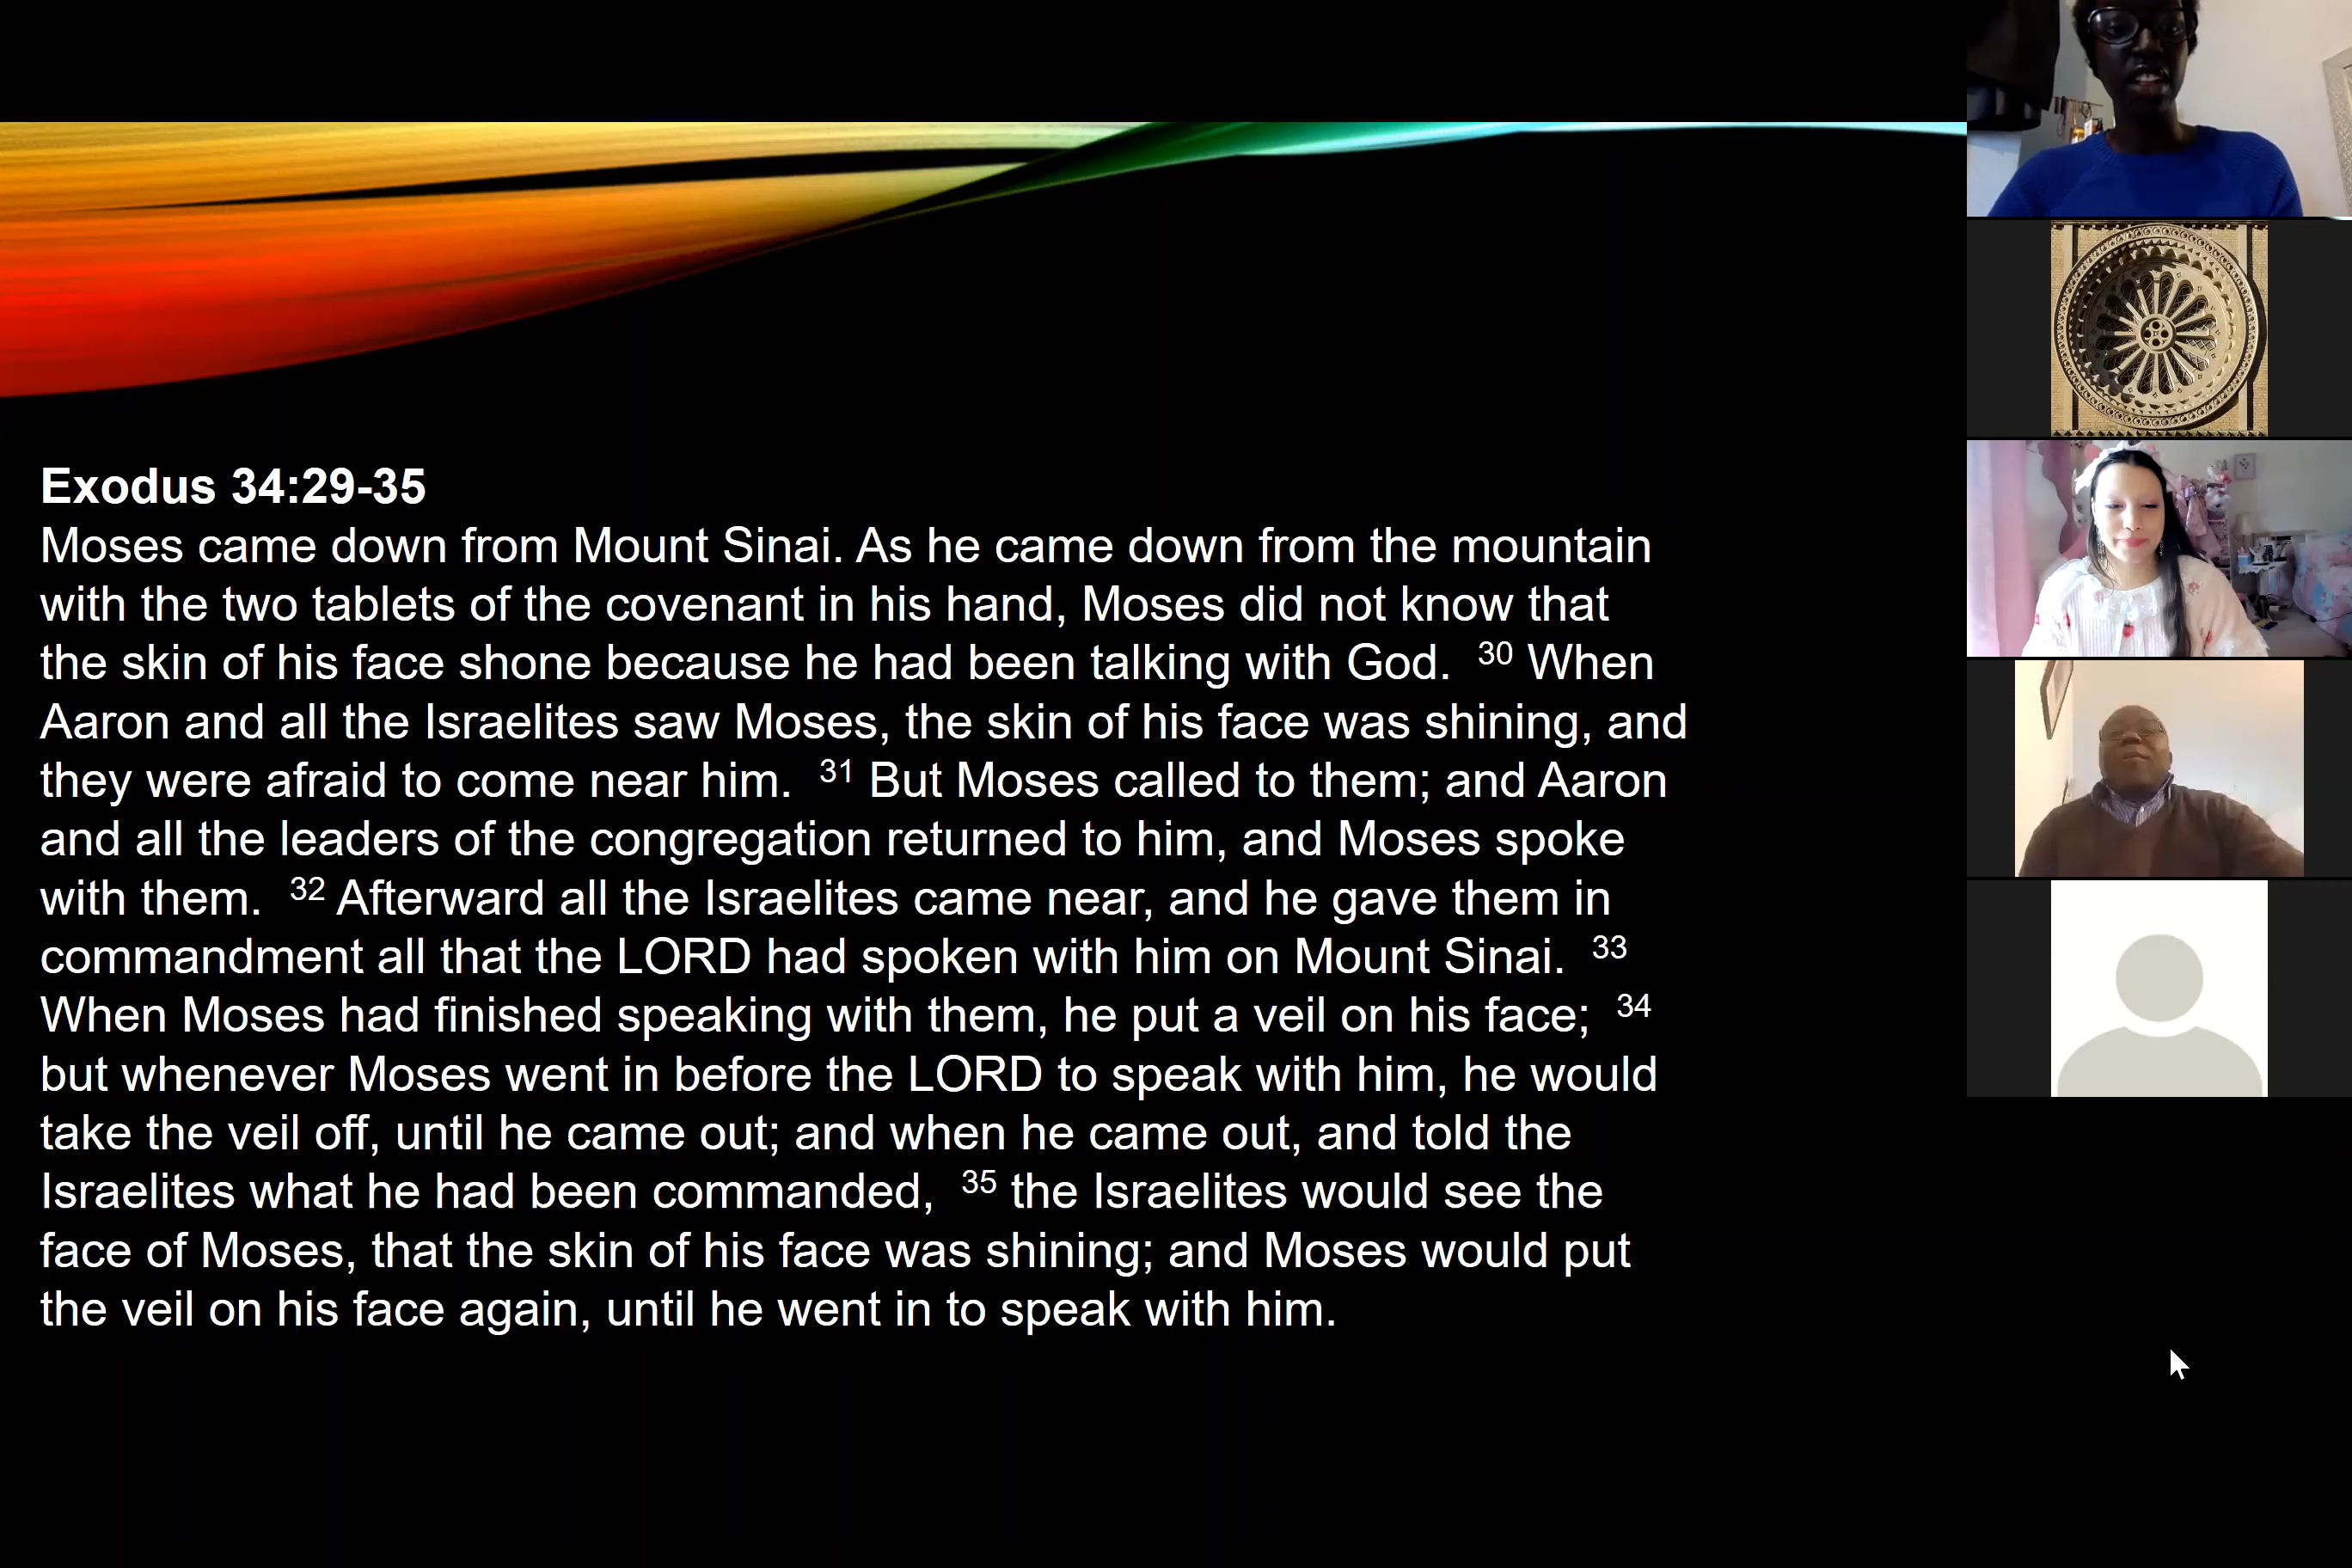 Exodus 34:29-35
Moses came down from Mount Sinai. As he came down from the mountain
with the two tablets of the covenant in his hand, Moses did not know that
the skin of his face shone because he had been talking with God. 30 When
Aaron and all the Israelites saw Moses, the skin of his face was shining, and
they were afraid to come near him. 31 But Moses called to them; and Aaron
and all the leaders of the congregation returned to him, and Moses spoke
with them. 32 Afterward all the Israelites came near, and he gave them in
commandment all that the LORD had spoken with him on Mount Sinai. 33
When Moses had finished speaking with them, he put a veil on his face; 34
but whenever Moses went in before the LORD to speak with him, he would
take the veil off, until he came out; and when he came out, and told the
Israelites what he had been commanded, 35 the Israelites would see the
face of Moses, that the skin of his face was shining; and Moses would put
the veil on his face again, until he went in to speak with him.